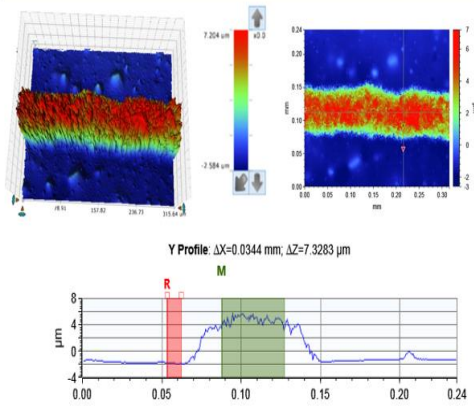 7.204 µm
x0.0
-2.584 µm
78.91 157.82 236.73 315.64 µm
0.24
0.20
0.15
0.10
0.05
0.00
mm
0.00 0.05 0.10 0.15 0.20 0.25 0.30
mm
7
6
4
2
0
-2
-3
Y Profile: ΔX=0.0344 mm; ΔZ=7.3283 µm
R
M
8
4
0
-4
µm
0.00 0.05 0.10 0.15 0.20 0.24